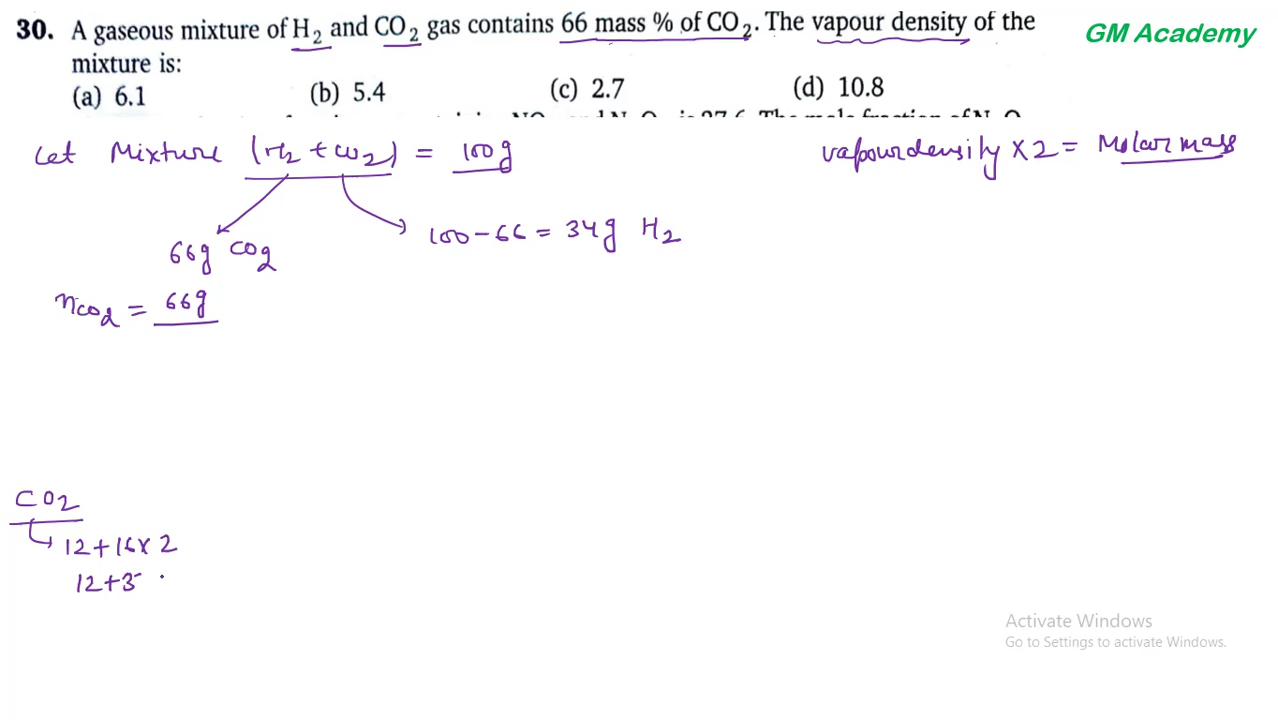 30. A gaseous mixture of H2 and CO2 gas contains 66 mass % of CO2. The vapour density of the
mixture is:
(a) 6.1 (b) 5.4 (c) 2.7 (d) 10.8
GM Academy
Let Mixture (H2 + CO2) = 100g
vapour density × 2 = Molar mass
66g CO2
100 - 66 = 34g H2
nCO2 = 66g
CO2
12 + 16 × 2
12 + 3
Activate Windows
Go to Settings to activate Windows.